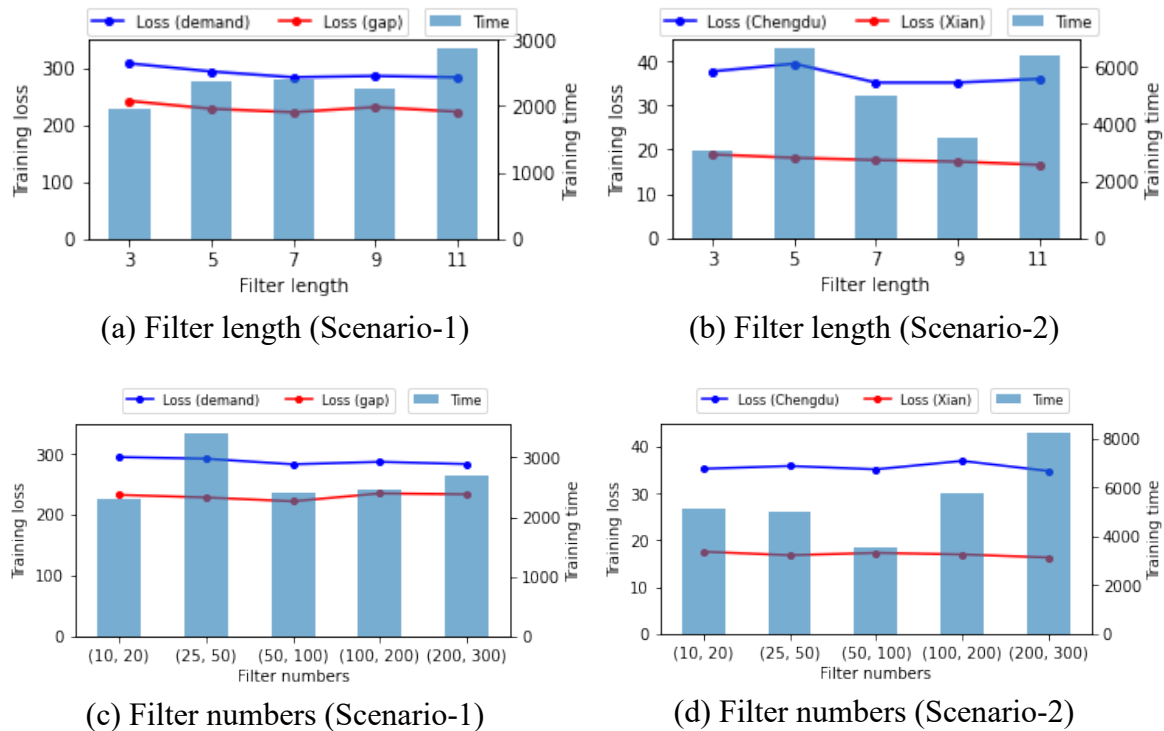 Loss (demand) Loss (gap) Time
Training loss
300
200
100
0
3000
2000
1000
0
Training time
3 5 7 9 11
Filter length
(a) Filter length (Scenario-1)
Loss (Chengdu) Loss (Xian) Time
Training loss
40
30
20
10
0
6000
4000
2000
0
Training time
3 5 7 9 11
Filter length
(b) Filter length (Scenario-2)
Loss (demand) Loss (gap) Time
Training loss
300
200
100
0
3000
2000
1000
0
Training time
(10, 20) (25, 50) (50, 100) (100, 200) (200, 300)
Filter numbers
(c) Filter numbers (Scenario-1)
Loss (Chengdu) Loss (Xian) Time
Training loss
40
30
20
10
0
8000
6000
4000
2000
0
Training time
(10, 20) (25, 50) (50, 100) (100, 200) (200, 300)
Filter numbers
(d) Filter numbers (Scenario-2)